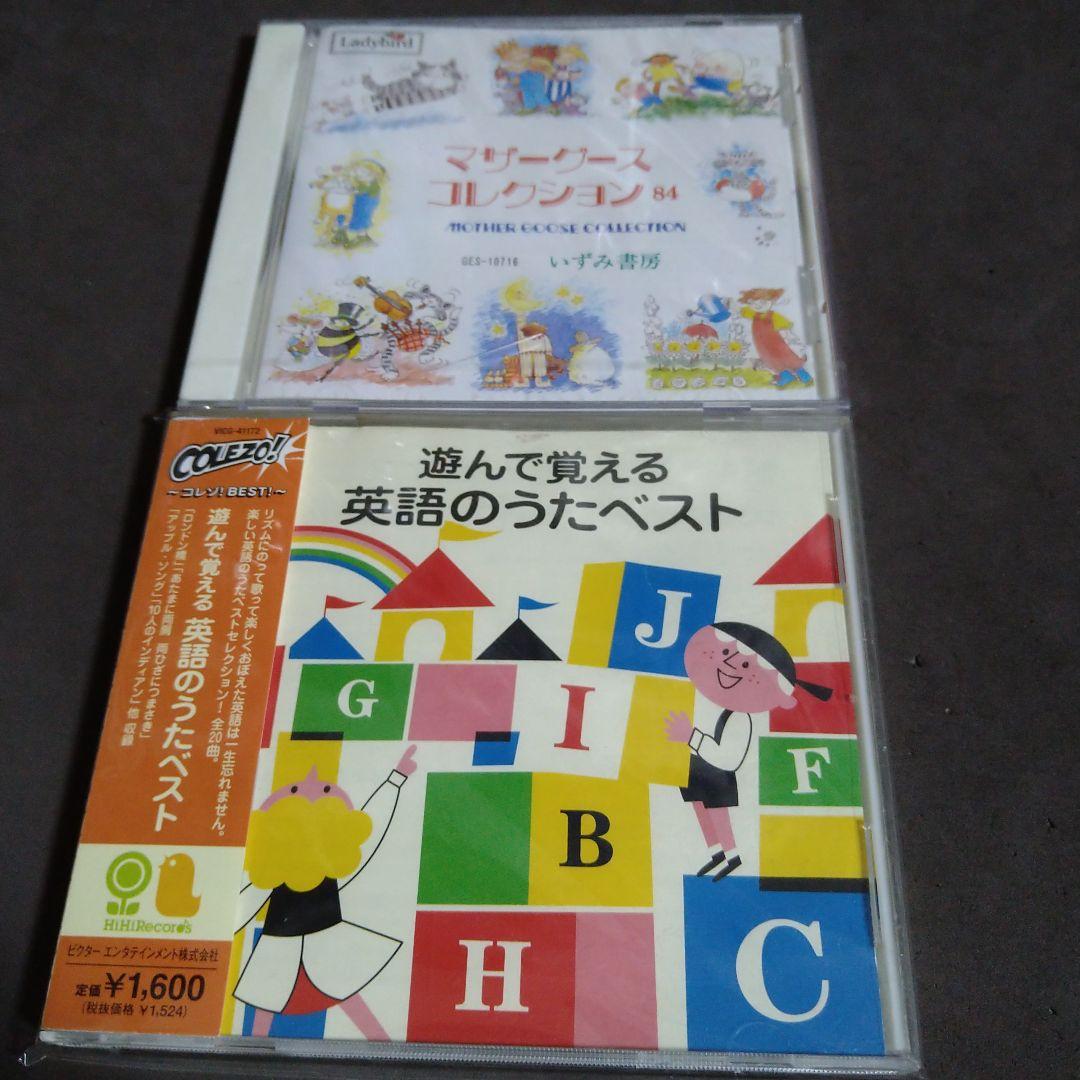 Ladybird
マザーグース
コレクション 84
MOTHER GOOSE COLLECTION
GES-10716 いずみ書房
VICG-41172
COLEZO!
～コレゾ! BEST!～
リズムにのって歌って楽しくおぼえた英語は一生忘れません。
楽しい英語のうたベストセレクション! 全20曲。
遊んで覚える 英語のうたベスト
「ロンドン橋」「あたまに両肩 両ひざにつまさき」
「アップル・ソング」「10人のインディアン」他 収録
HiHiRecords
ビクター エンタテインメント株式会社
定価 ¥1,600
(税抜価格 ¥1,524)
遊んで覚える
英語のうたベスト
J
G
I
F
B
H
C